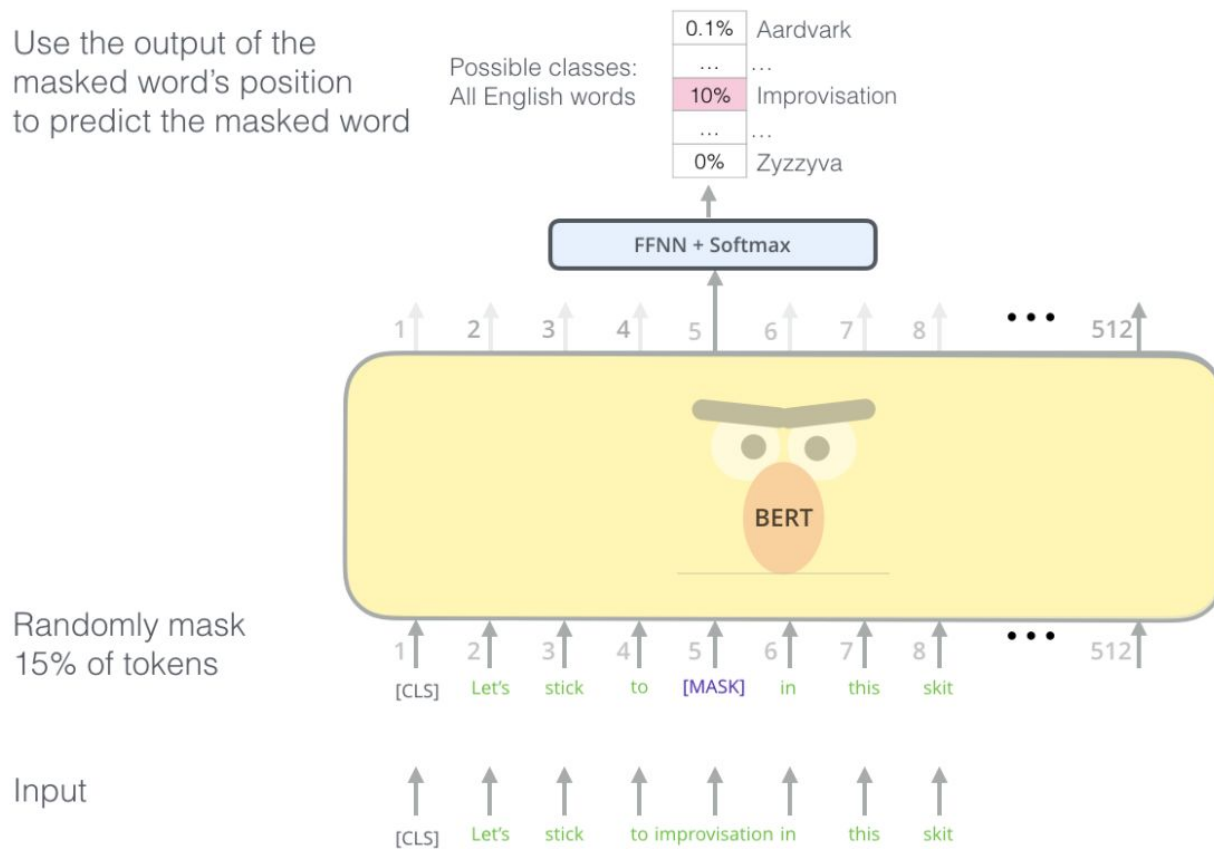 Use the output of the
masked word's position
to predict the masked word
Possible classes:
All English words
0.1% Aardvark
... ...
10% Improvisation
... ...
0% Zyzzyva
FFNN + Softmax
1 2 3 4 5 6 7 8 ... 512
BERT
Randomly mask
15% of tokens
1 2 3 4 5 6 7 8 ... 512
[CLS] Let's stick to [MASK] in this skit
Input
[CLS] Let's stick to improvisation in this skit